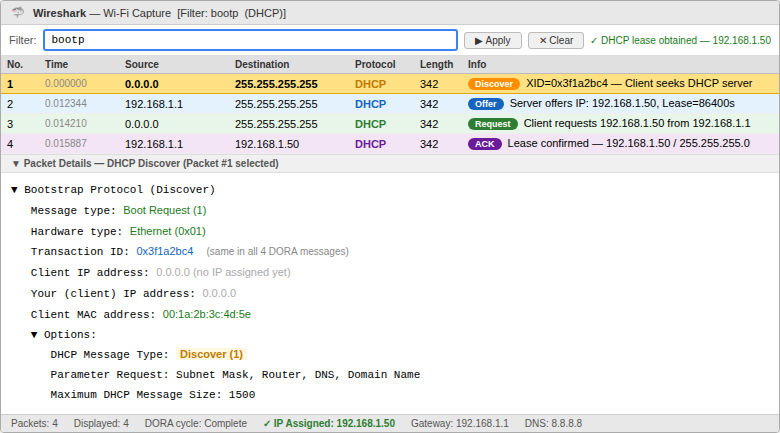 Wireshark — Wi-Fi Capture [Filter: bootp (DHCP)]
Filter: bootp ▶ Apply ✕ Clear ✓ DHCP lease obtained — 192.168.1.50
No. Time Source Destination Protocol Length Info
1 0.000000 0.0.0.0 255.255.255.255 DHCP 342 Discover XID=0x3f1a2bc4 — Client seeks DHCP server
2 0.012344 192.168.1.1 255.255.255.255 DHCP 342 Offer Server offers IP: 192.168.1.50, Lease=86400s
3 0.014210 0.0.0.0 255.255.255.255 DHCP 342 Request Client requests 192.168.1.50 from 192.168.1.1
4 0.015887 192.168.1.1 192.168.1.50 DHCP 342 ACK Lease confirmed — 192.168.1.50 / 255.255.255.0
▼ Packet Details — DHCP Discover (Packet #1 selected)
▼ Bootstrap Protocol (Discover)
Message type: Boot Request (1)
Hardware type: Ethernet (0x01)
Transaction ID: 0x3f1a2bc4 (same in all 4 DORA messages)
Client IP address: 0.0.0.0 (no IP assigned yet)
Your (client) IP address: 0.0.0.0
Client MAC address: 00:1a:2b:3c:4d:5e
▼ Options:
DHCP Message Type: Discover (1)
Parameter Request: Subnet Mask, Router, DNS, Domain Name
Maximum DHCP Message Size: 1500
Packets: 4 Displayed: 4 DORA cycle: Complete ✓ IP Assigned: 192.168.1.50 Gateway: 192.168.1.1 DNS: 8.8.8.8